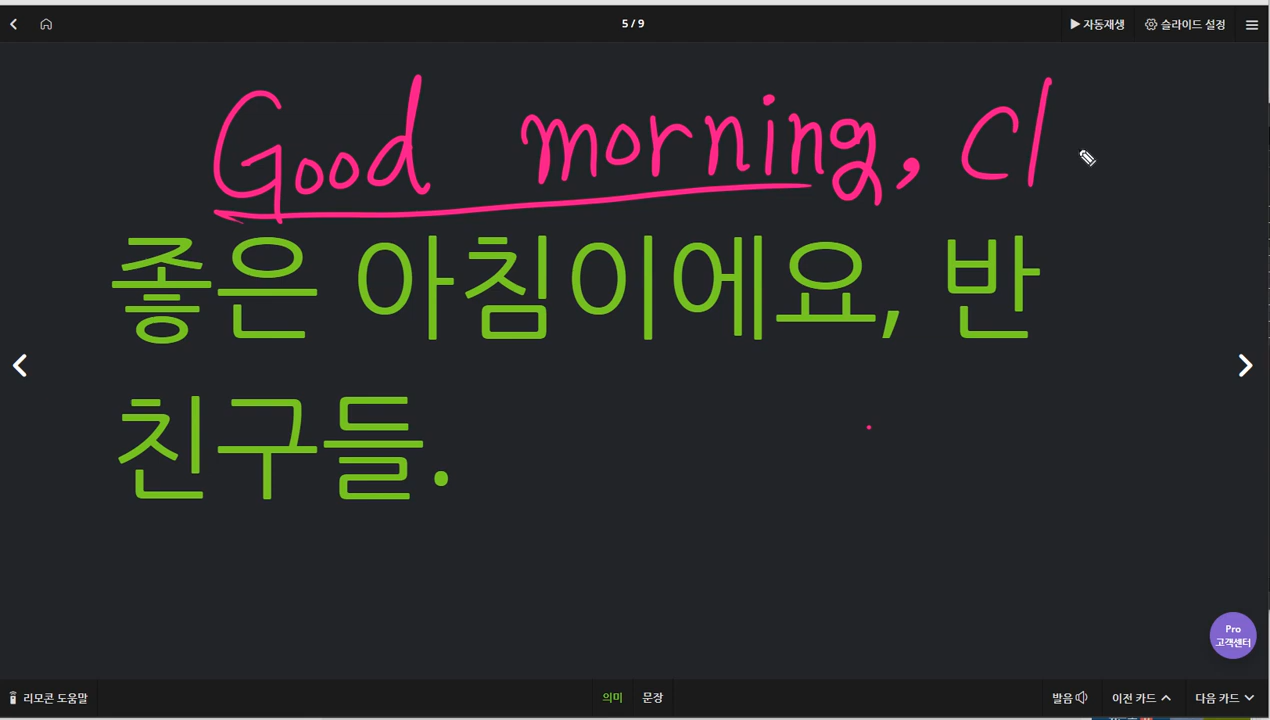 5 / 9
자동재생
슬라이드 설정
Good morning, Cl
좋은 아침이에요, 반
친구들.
Pro
고객센터
리모콘 도움말
의미
문장
발음
이전 카드
다음 카드